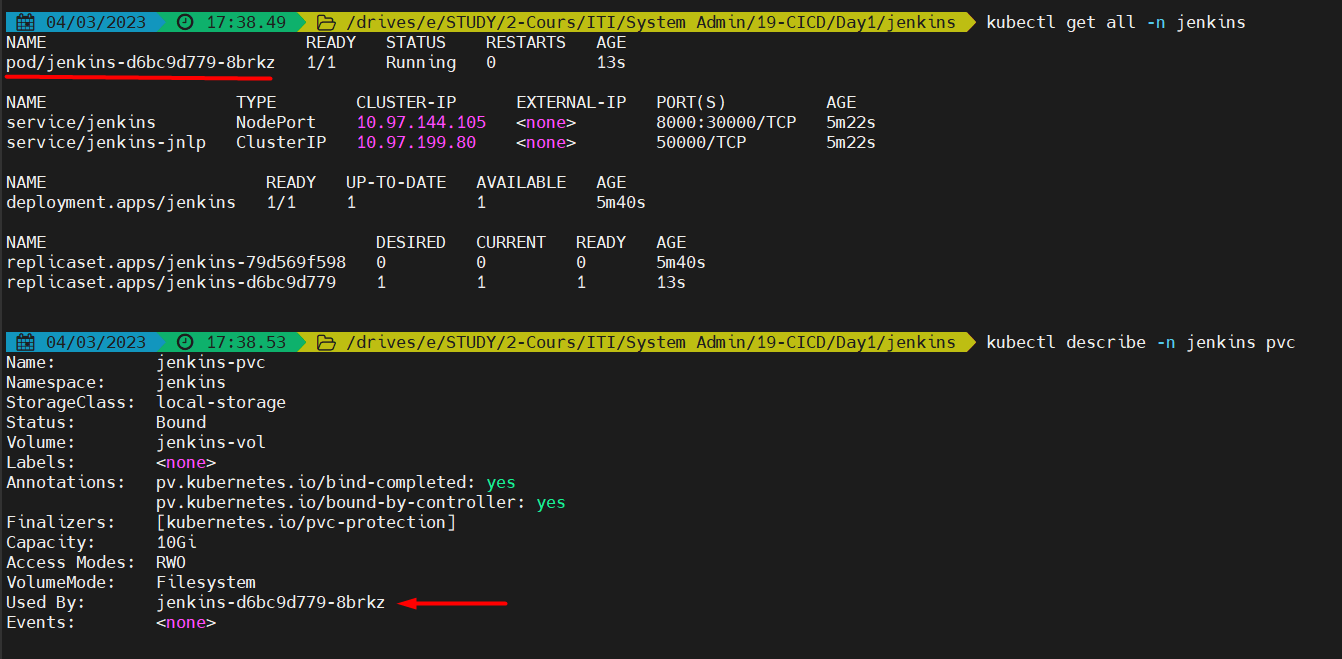 04/03/2023 17:38.49 /drives/e/STUDY/2-Cours/ITI/System Admin/19-CICD/Day1/jenkins kubectl get all -n jenkins
NAME READY STATUS RESTARTS AGE
pod/jenkins-d6bc9d779-8brkz 1/1 Running 0 13s
NAME TYPE CLUSTER-IP EXTERNAL-IP PORT(S) AGE
service/jenkins NodePort 10.97.144.105 <none> 8000:30000/TCP 5m22s
service/jenkins-jnlp ClusterIP 10.97.199.80 <none> 50000/TCP 5m22s
NAME READY UP-TO-DATE AVAILABLE AGE
deployment.apps/jenkins 1/1 1 1 5m40s
NAME DESIRED CURRENT READY AGE
replicaset.apps/jenkins-79d569f598 0 0 0 5m40s
replicaset.apps/jenkins-d6bc9d779 1 1 1 13s
04/03/2023 17:38.53 /drives/e/STUDY/2-Cours/ITI/System Admin/19-CICD/Day1/jenkins kubectl describe -n jenkins pvc
Name: jenkins-pvc
Namespace: jenkins
StorageClass: local-storage
Status: Bound
Volume: jenkins-vol
Labels: <none>
Annotations: pv.kubernetes.io/bind-completed: yes
pv.kubernetes.io/bound-by-controller: yes
Finalizers: [kubernetes.io/pvc-protection]
Capacity: 10Gi
Access Modes: RWO
VolumeMode: Filesystem
Used By: jenkins-d6bc9d779-8brkz
Events: <none>